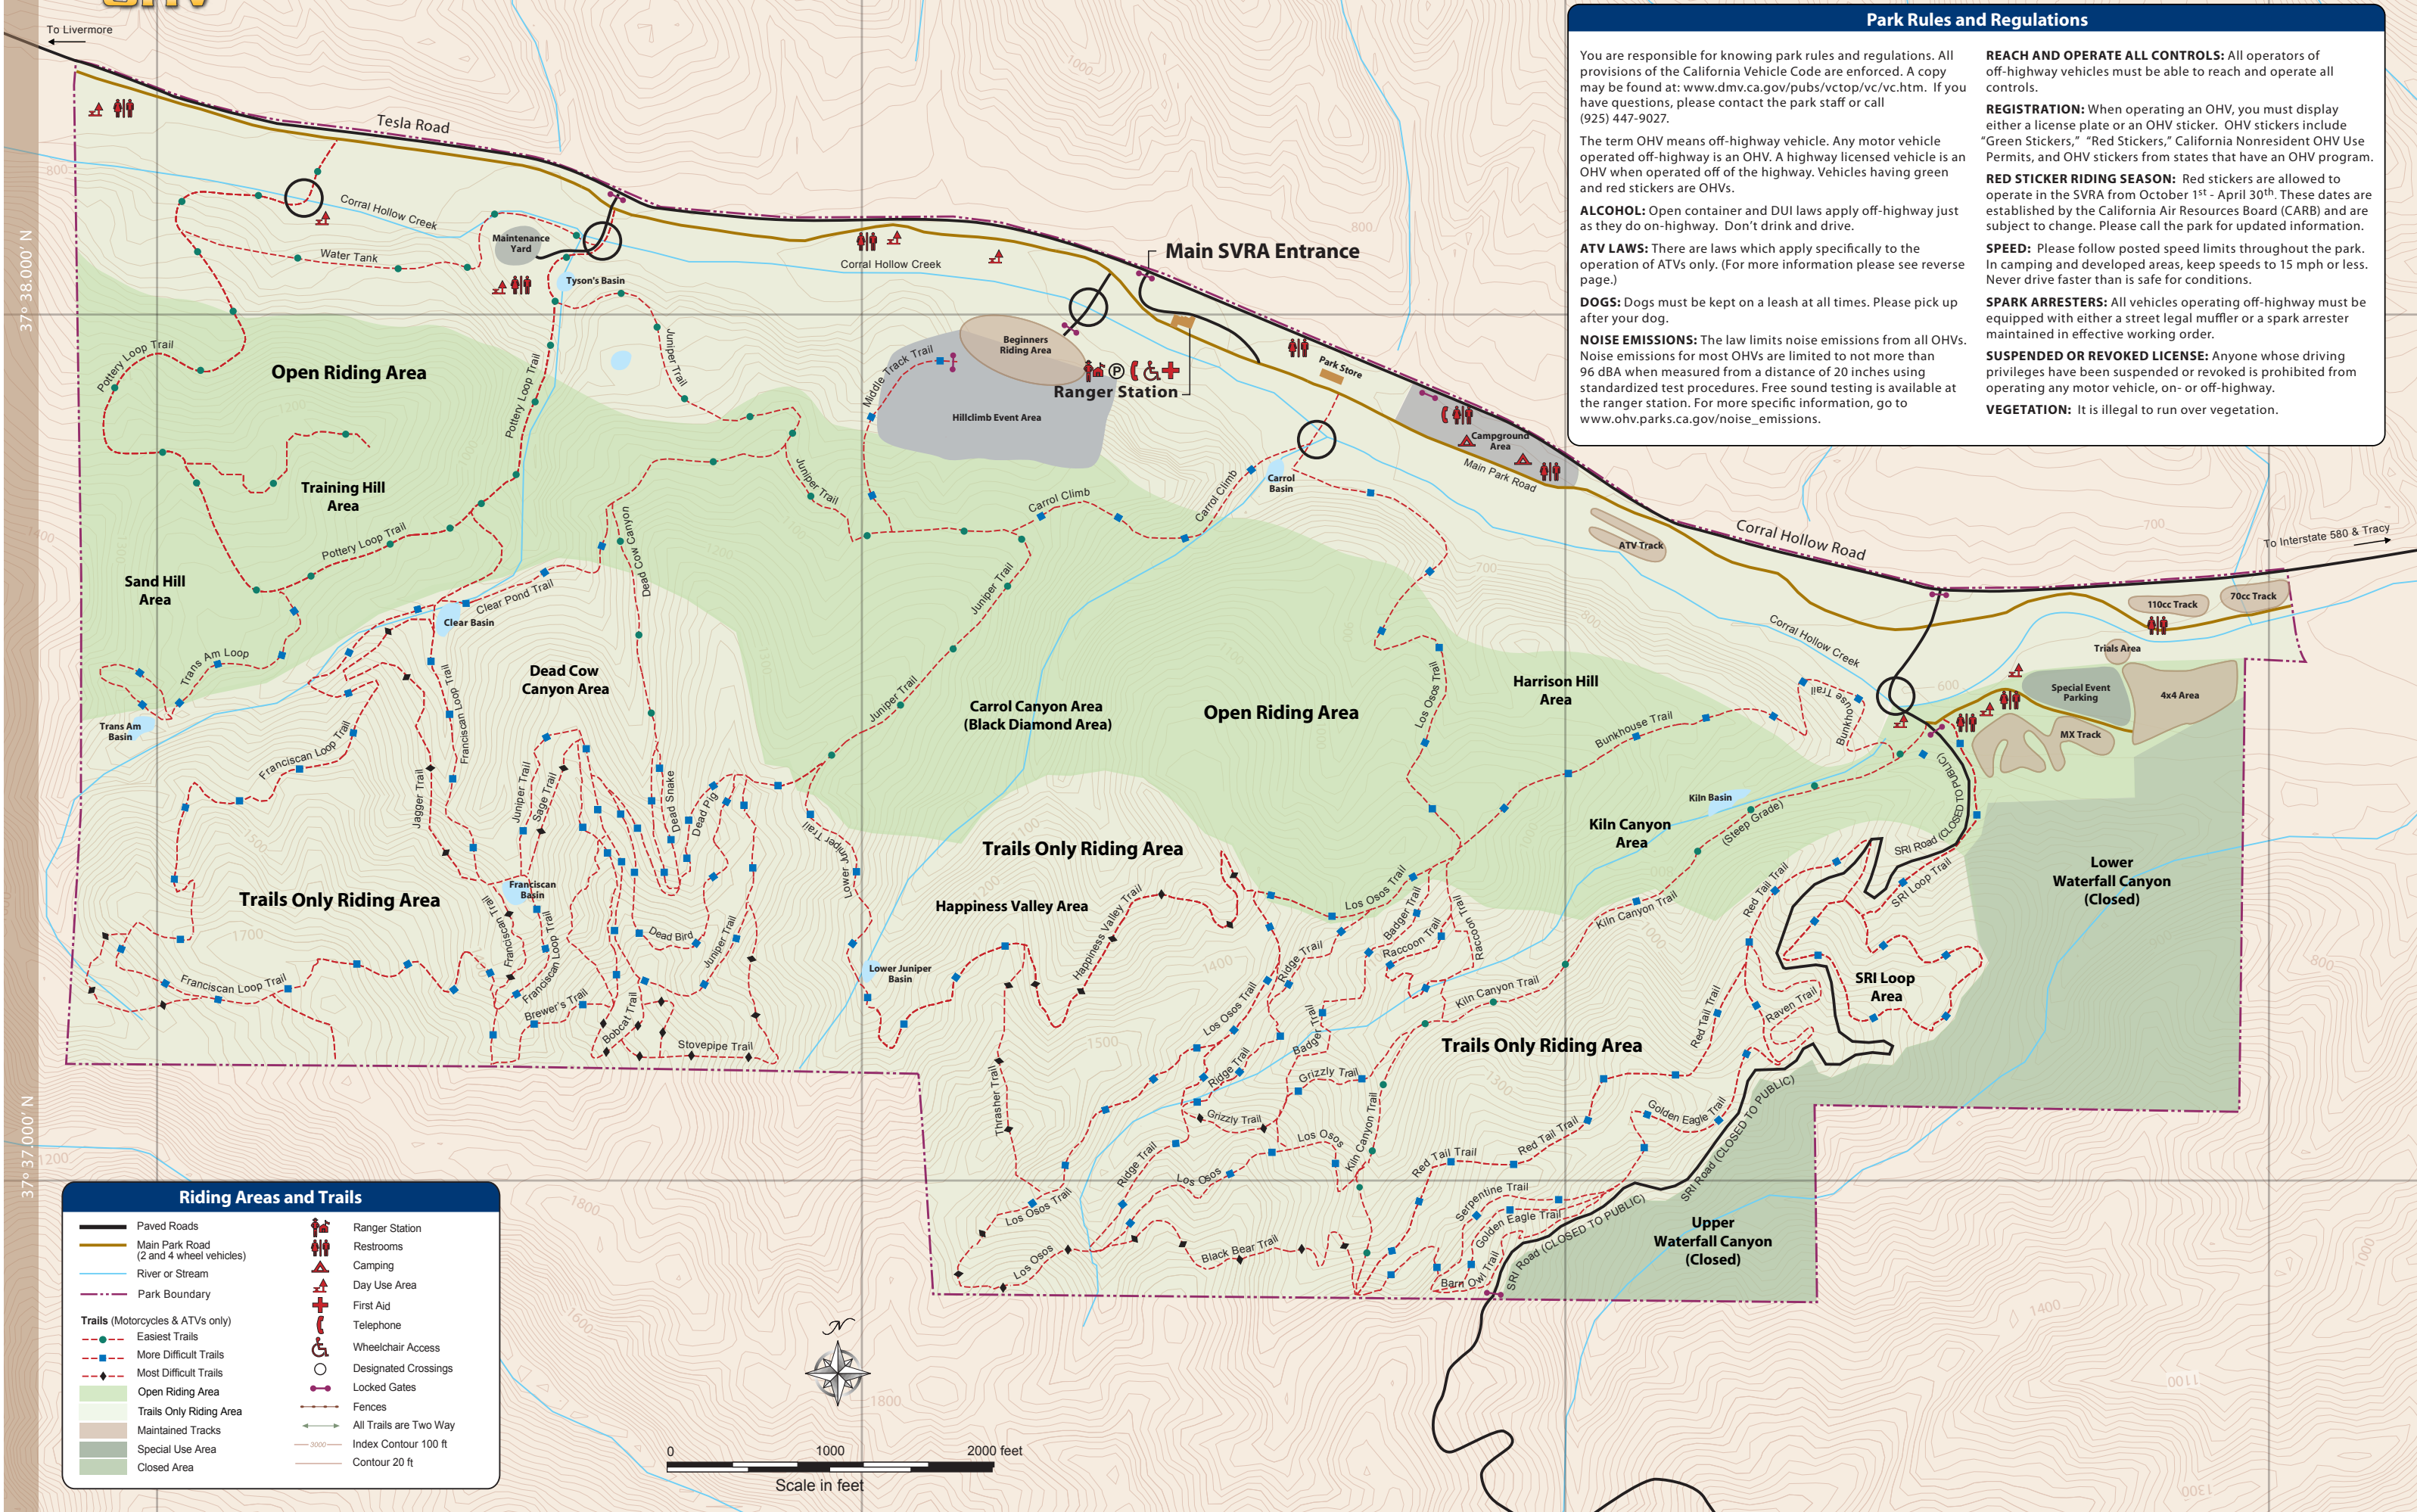 OHV
To Livermore
Tesla Road
800
1000
800
Corral Hollow Creek
Water Tank
Maintenance
Yard
Tyson's Basin
Corral Hollow Creek
Main SVRA Entrance
37° 38.000' N
Pottery Loop Trail
Open Riding Area
Pottery Loop Trail
Juniper Trail
Middle Track Trail
Beginners
Riding Area
Ranger Station
Hillclimb Event Area
Park Store
Campground
Area
Main Park Road
Training Hill
Area
Juniper Trail
Carrol Climb
Carrol Climb
Carrol
Basin
ATV Track
Corral Hollow Road
700
To Interstate 580 & Tracy
Pottery Loop Trail
Sand Hill
Area
Dead Cow Canyon
Clear Pond Trail
Clear Basin
Juniper Trail
700
110cc Track
70cc Track
Corral Hollow Creek
Trans Am Loop
Trans Am
Basin
Franciscan Loop Trail
Franciscan Loop Trail
Dead Cow
Canyon Area
Juniper Trail
Carrol Canyon Area
(Black Diamond Area)
Open Riding Area
Los Osos Trail
Harrison Hill
Area
Bunkhouse Trail
Bunkhouse Trail
600
Trials Area
Special Event
Parking
4x4 Area
MX Track
Jagger Trail
Juniper Trail
Sage Trail
Dead Snake
Dead Pig
Lower Juniper Trail
Kiln Basin
(Steep Grade)
Kiln Canyon
Area
SRI Road (CLOSED TO PUBLIC)
SRI Loop Trail
Lower
Waterfall Canyon
(Closed)
Trails Only Riding Area
1700
Franciscan
Basin
Franciscan Trail
Franciscan Loop Trail
Dead Bird
Juniper Trail
Trails Only Riding Area
1100
1200
Happiness Valley Area
Happiness Valley Trail
Lower Juniper
Basin
Los Osos Trail
Badger Trail
Raccoon Trail
Raccoon Trail
Kiln Canyon Trail
Red Tail Trail
1000
800
Franciscan Loop Trail
Brewer's Trail
Bobcat Trail
Stovepipe Trail
1400
1500
Ridge Trail
Los Osos Trail
Ridge Trail
Badger Trail
Kiln Canyon Trail
Trails Only Riding Area
Red Tail Trail
Raven Trail
SRI Loop
Area
37° 37.000' N
1200
Thrasher Trail
Grizzly Trail
Grizzly Trail
1300
Golden Eagle Trail
Ridge Trail
Los Osos
Los Osos
Kiln Canyon Trail
Red Tail Trail
Red Tail Trail
SRI Road (CLOSED TO PUBLIC)
Los Osos Trail
Los Osos
Black Bear Trail
Serpentine Trail
Golden Eagle Trail
Barn Owl Trail
SRI Road (CLOSED TO PUBLIC)
Upper
Waterfall Canyon
(Closed)
1800
1600
1800
1400
1000
1100
1300
N
0 1000 2000 feet
Scale in feet
Park Rules and Regulations
You are responsible for knowing park rules and regulations. All
provisions of the California Vehicle Code are enforced. A copy
may be found at: www.dmv.ca.gov/pubs/vctop/vc/vc.htm. If you
have questions, please contact the park staff or call
(925) 447-9027.
The term OHV means off-highway vehicle. Any motor vehicle
operated off-highway is an OHV. A highway licensed vehicle is an
OHV when operated off of the highway. Vehicles having green
and red stickers are OHVs.
ALCOHOL: Open container and DUI laws apply off-highway just
as they do on-highway. Don't drink and drive.
ATV LAWS: There are laws which apply specifically to the
operation of ATVs only. (For more information please see reverse
page.)
DOGS: Dogs must be kept on a leash at all times. Please pick up
after your dog.
NOISE EMISSIONS: The law limits noise emissions from all OHVs.
Noise emissions for most OHVs are limited to not more than
96 dBA when measured from a distance of 20 inches using
standardized test procedures. Free sound testing is available at
the ranger station. For more specific information, go to
www.ohv.parks.ca.gov/noise_emissions.
REACH AND OPERATE ALL CONTROLS: All operators of
off-highway vehicles must be able to reach and operate all
controls.
REGISTRATION: When operating an OHV, you must display
either a license plate or an OHV sticker. OHV stickers include
"Green Stickers," "Red Stickers," California Nonresident OHV Use
Permits, and OHV stickers from states that have an OHV program.
RED STICKER RIDING SEASON: Red stickers are allowed to
operate in the SVRA from October 1st - April 30th. These dates are
established by the California Air Resources Board (CARB) and are
subject to change. Please call the park for updated information.
SPEED: Please follow posted speed limits throughout the park.
In camping and developed areas, keep speeds to 15 mph or less.
Never drive faster than is safe for conditions.
SPARK ARRESTERS: All vehicles operating off-highway must be
equipped with either a street legal muffler or a spark arrester
maintained in effective working order.
SUSPENDED OR REVOKED LICENSE: Anyone whose driving
privileges have been suspended or revoked is prohibited from
operating any motor vehicle, on- or off-highway.
VEGETATION: It is illegal to run over vegetation.
Riding Areas and Trails
Paved Roads
Main Park Road
(2 and 4 wheel vehicles)
River or Stream
Park Boundary
Trails (Motorcycles & ATVs only)
Easiest Trails
More Difficult Trails
Most Difficult Trails
Open Riding Area
Trails Only Riding Area
Maintained Tracks
Special Use Area
Closed Area
Ranger Station
Restrooms
Camping
Day Use Area
First Aid
Telephone
Wheelchair Access
Designated Crossings
Locked Gates
Fences
All Trails are Two Way
3000
Index Contour 100 ft
Contour 20 ft